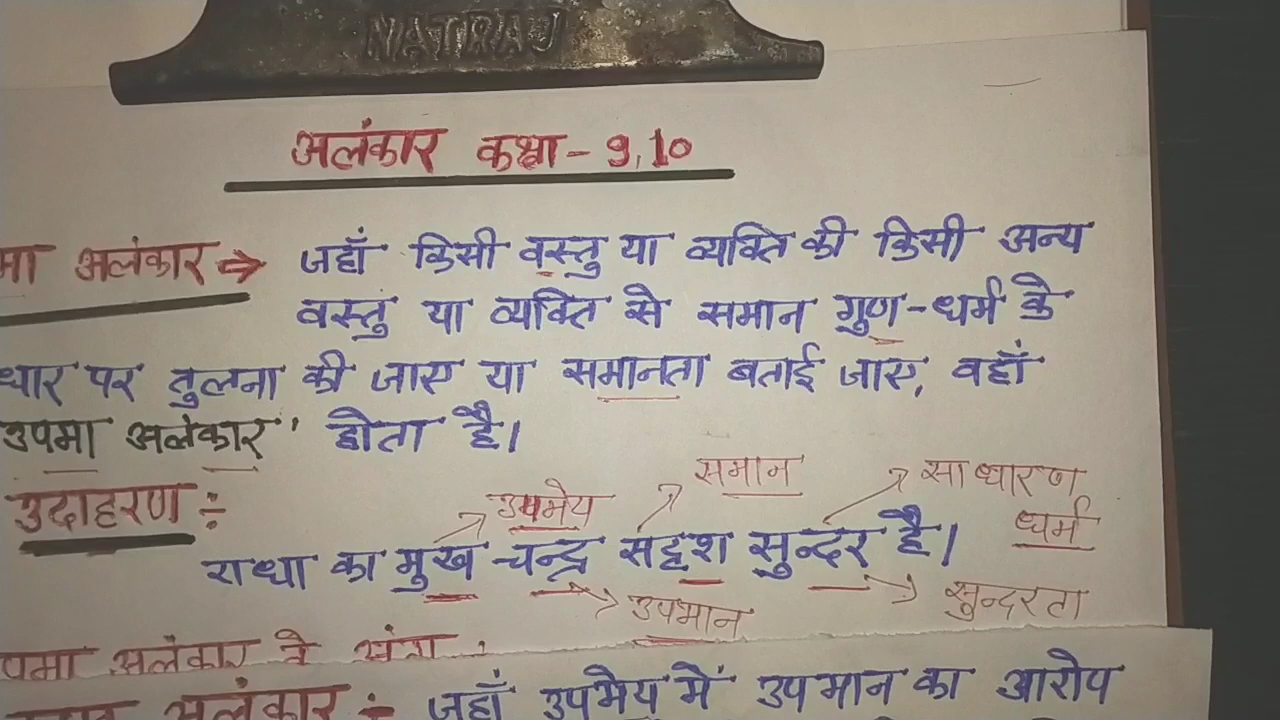 NATRAJ
अलंकार कक्षा - 9,10
मा अलंकार ⇒ जहाँ किसी वस्तु या व्यक्ति की किसी अन्य
वस्तु या व्यक्ति से समान गुण-धर्म के
धार पर तुलना की जाए या समानता बताई जाए, वहाँ
उपमा अलंकार' होता है।
उदाहरण ÷
उपमेय समान साधारण
धर्म
राधा का मुख चन्द्र सदृश सुन्दर है।
उपमान सुन्दरता
पमा अलंकार के अंग :
अलंकार ÷ जहाँ उपमेय में उपमान का आरोप